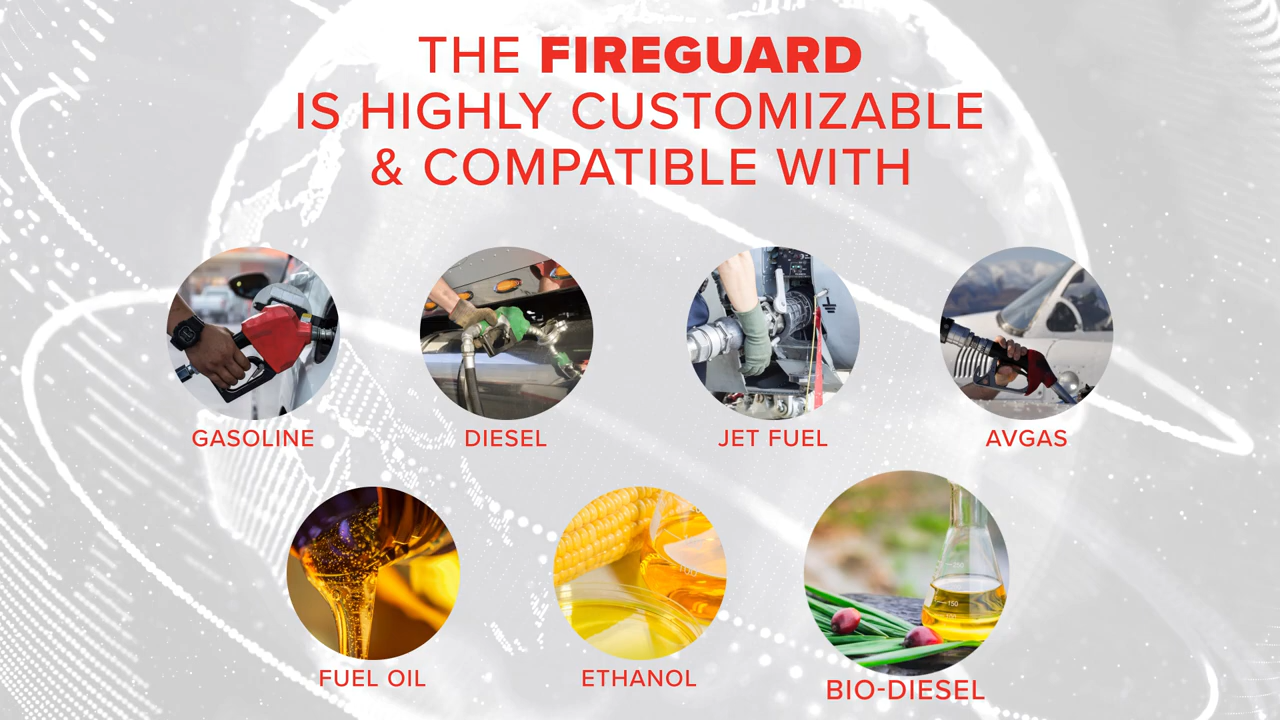 THE FIREGUARD
IS HIGHLY CUSTOMIZABLE
& COMPATIBLE WITH
GASOLINE
DIESEL
JET FUEL
AVGAS
FUEL OIL
ETHANOL
BIO-DIESEL